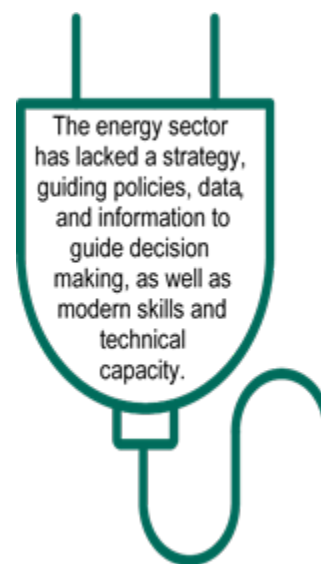 The energy sector
has lacked a strategy,
guiding policies, data,
and information to
guide decision
making, as well as
modern skills and
technical
capacity.